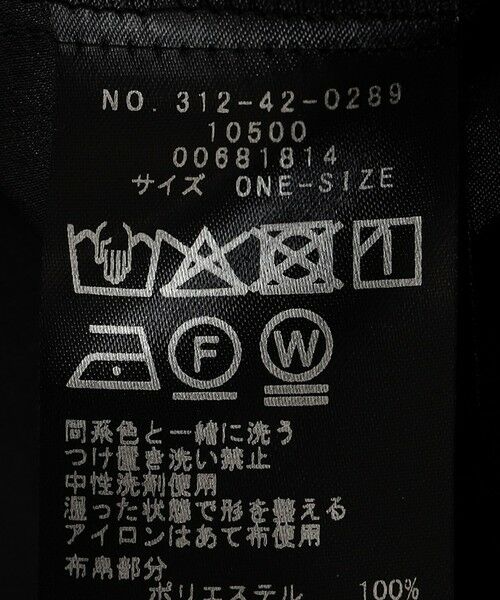 NO. 312-42-0289
10500
00681814
サイズ ONE-SIZE
F W
同系色と一緒に洗う
つけ置き洗い禁止
中性洗剤使用
湿った状態で形を整える
アイロンはあて布使用
布帛部分
ポリエステル 100%